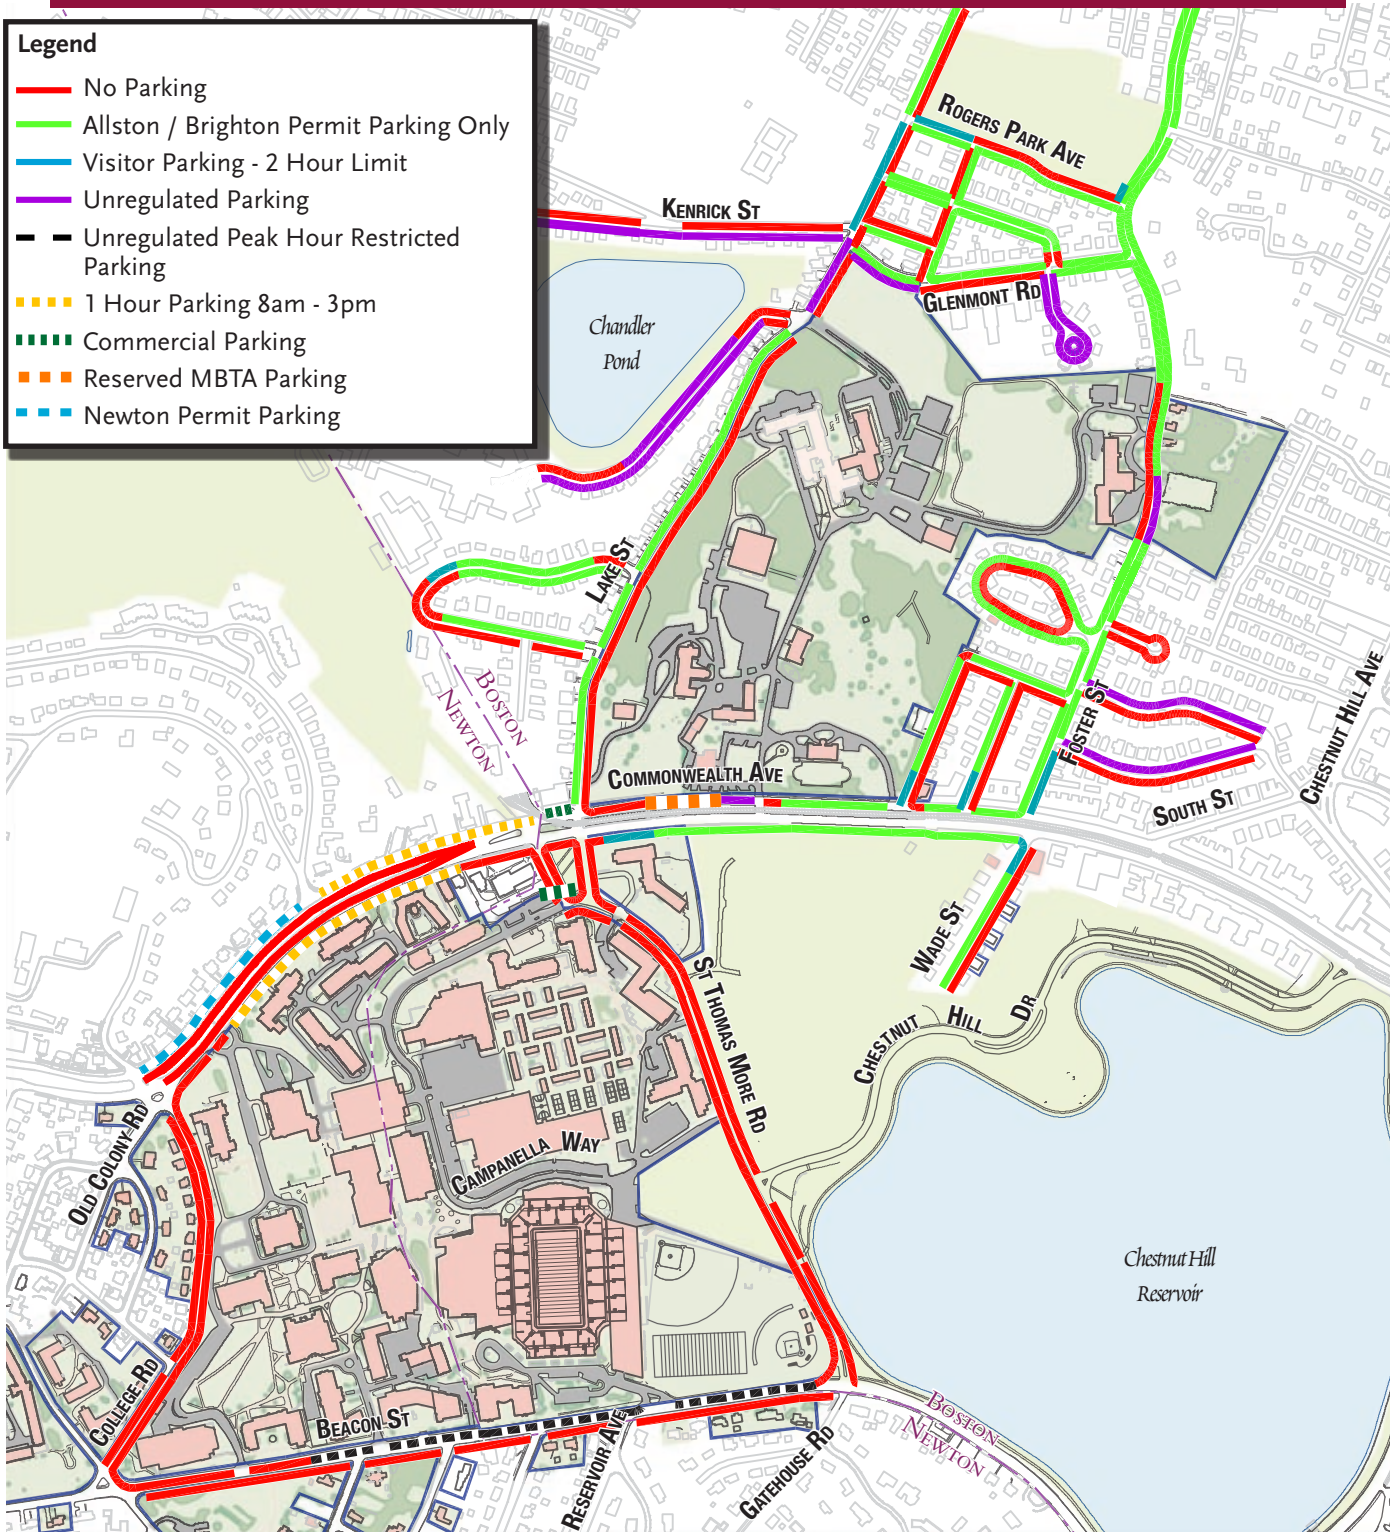 Legend
No Parking
Allston / Brighton Permit Parking Only
Visitor Parking - 2 Hour Limit
Unregulated Parking
Unregulated Peak Hour Restricted
Parking
1 Hour Parking 8am - 3pm
Commercial Parking
Reserved MBTA Parking
Newton Permit Parking
ROGERS PARK AVE
KENRICK ST
GLENMONT RD
Chandler
Pond
LAKE ST
BOSTON
NEWTON
FOSTER ST
CHESTNUT HILL AVE
SOUTH ST
COMMONWEALTH AVE
WADE ST
CHESTNUT HILL DR.
ST THOMAS MORE RD
OLD COLONY RD
CAMPANELLA WAY
Chestnut Hill
Reservoir
COLLEGE RD
BEACON ST
RESERVOIR AVE
GATEHOUSE RD
BOSTON
NEWTON